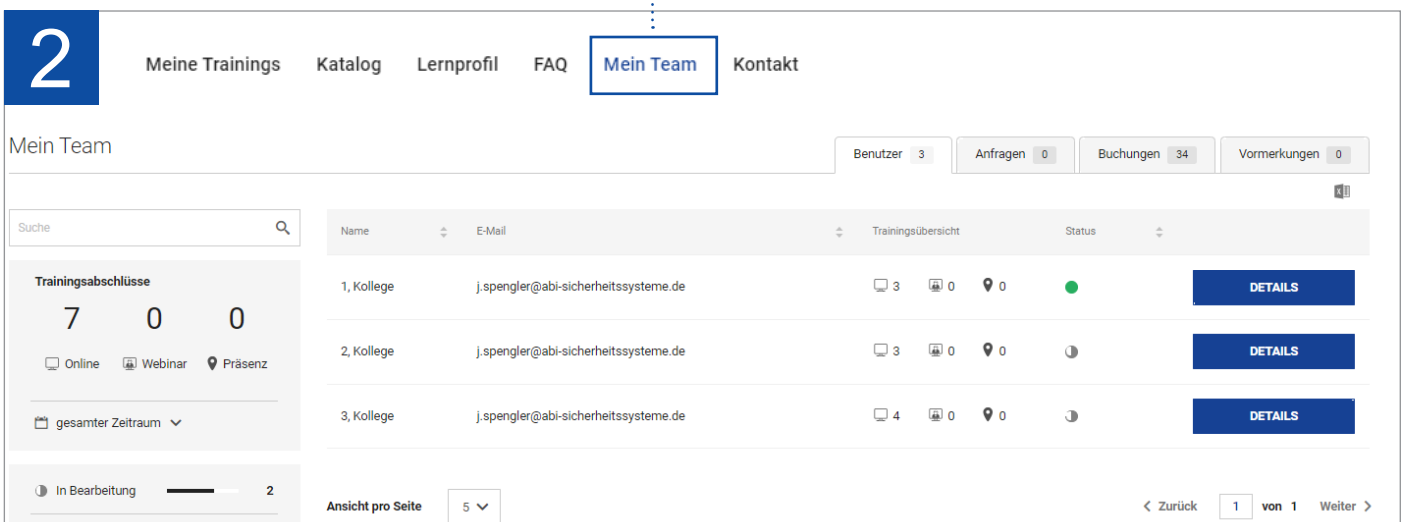 2
Meine Trainings Katalog Lernprofil FAQ Mein Team Kontakt
Mein Team
Benutzer 3 Anfragen 0 Buchungen 34 Vormerkungen 0
Suche
Name E-Mail Trainingsübersicht Status
Trainingsabschlüsse
7 0 0
Online Webinar Präsenz
gesamter Zeitraum
In Bearbeitung 2
1, Kollege j.spengler@abi-sicherheitssysteme.de 3 0 0 DETAILS
2, Kollege j.spengler@abi-sicherheitssysteme.de 3 0 0 DETAILS
3, Kollege j.spengler@abi-sicherheitssysteme.de 4 0 0 DETAILS
Ansicht pro Seite 5 Zurück 1 von 1 Weiter